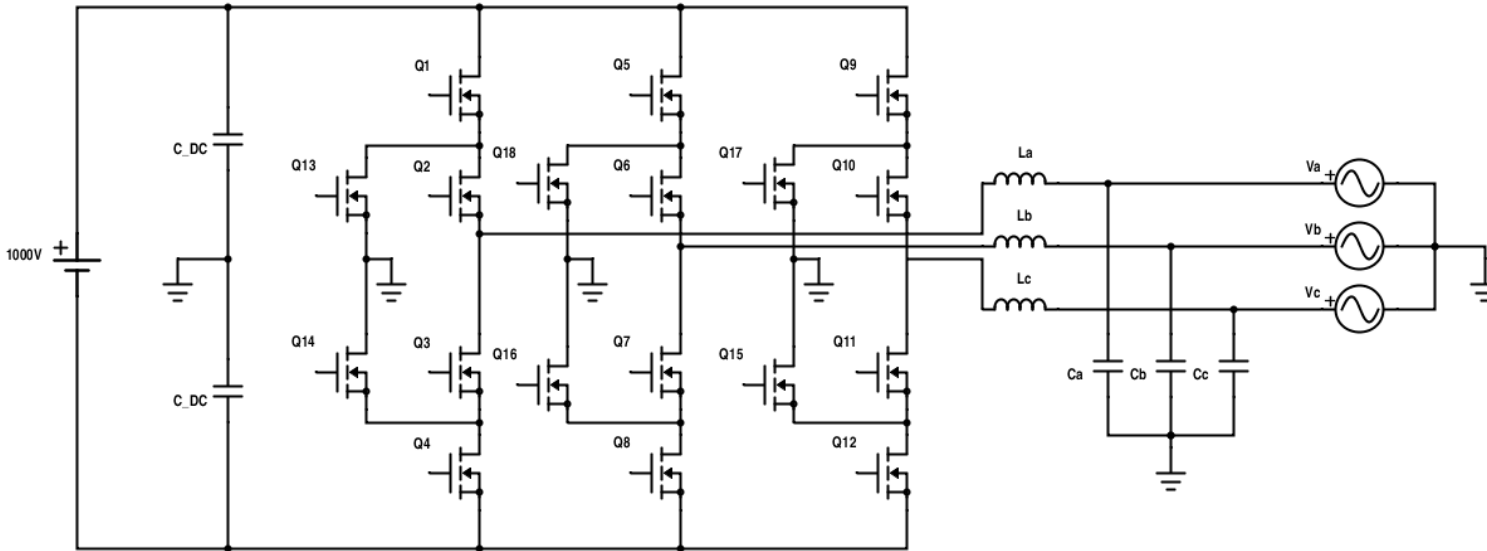 Q1
Q5
Q9
C_DC
Q13
Q2
Q18
Q6
Q17
Q10
La
Va
+
1000V
+
Lb
Vb
+
Lc
Vc
+
Q14
Q3
Q16
Q7
Q15
Q11
Ca
Cb
Cc
C_DC
Q4
Q8
Q12